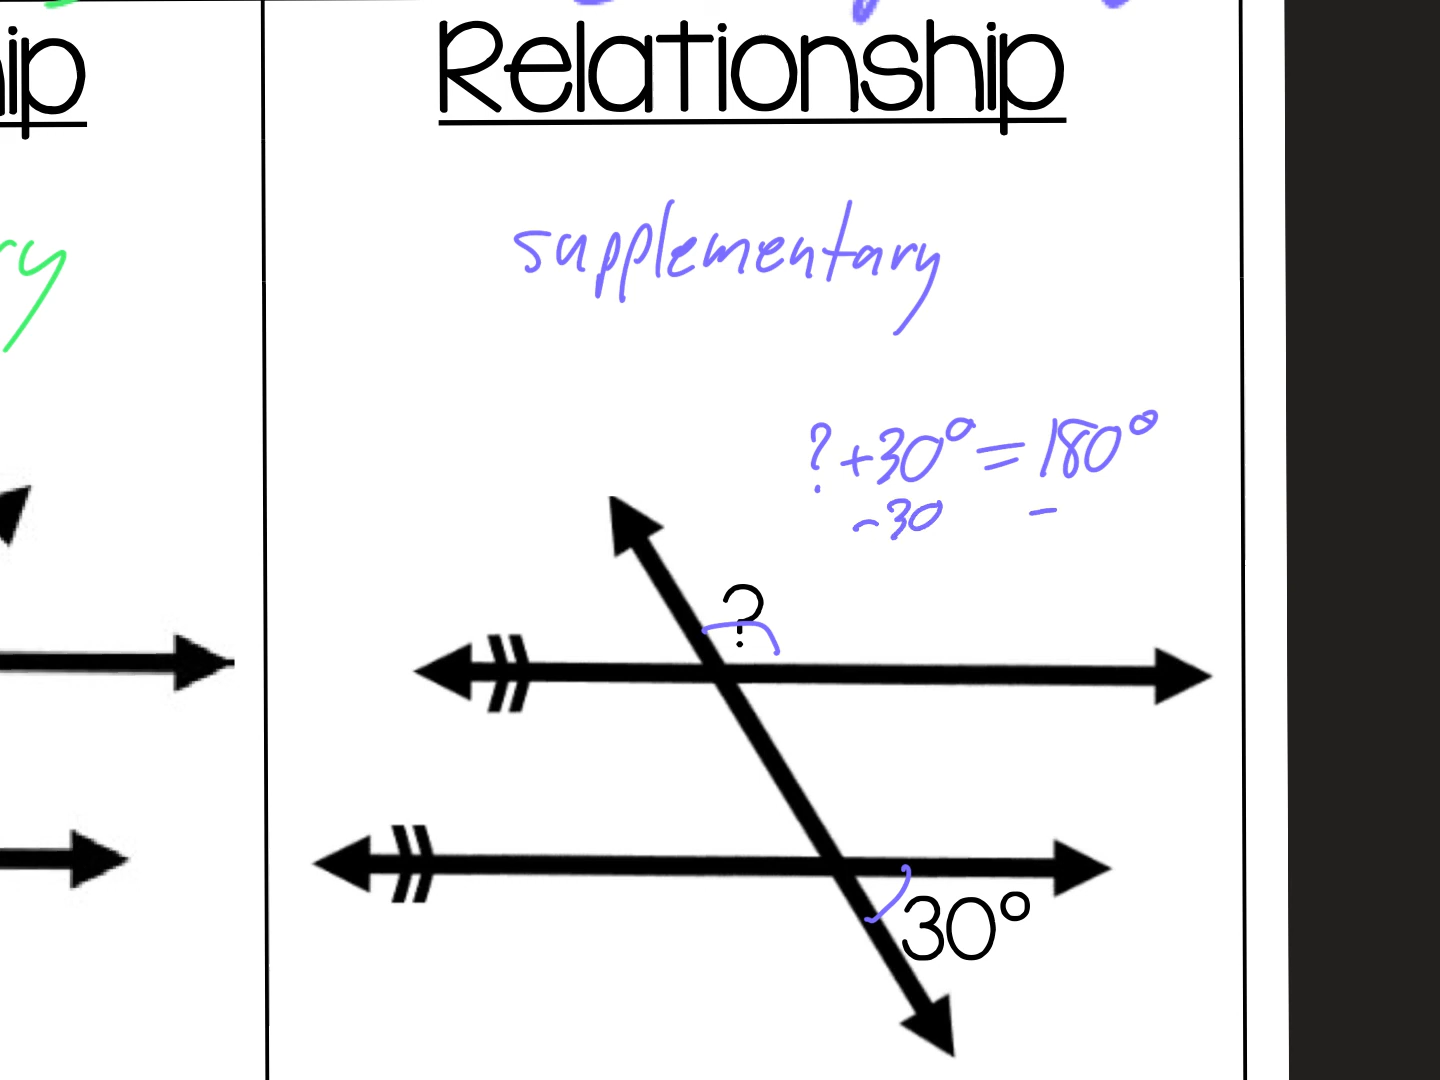 ip
Relationship
ry
supplementary
? + 30° = 180°
-30 -
?
30°